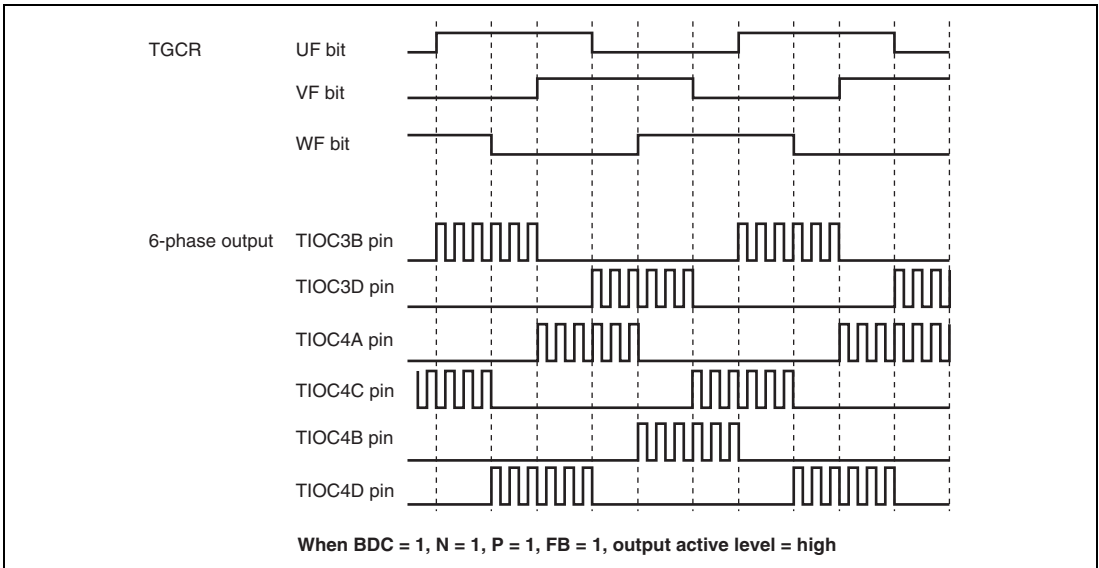 TGCR UF bit
VF bit
WF bit
6-phase output TIOC3B pin
TIOC3D pin
TIOC4A pin
TIOC4C pin
TIOC4B pin
TIOC4D pin
When BDC = 1, N = 1, P = 1, FB = 1, output active level = high